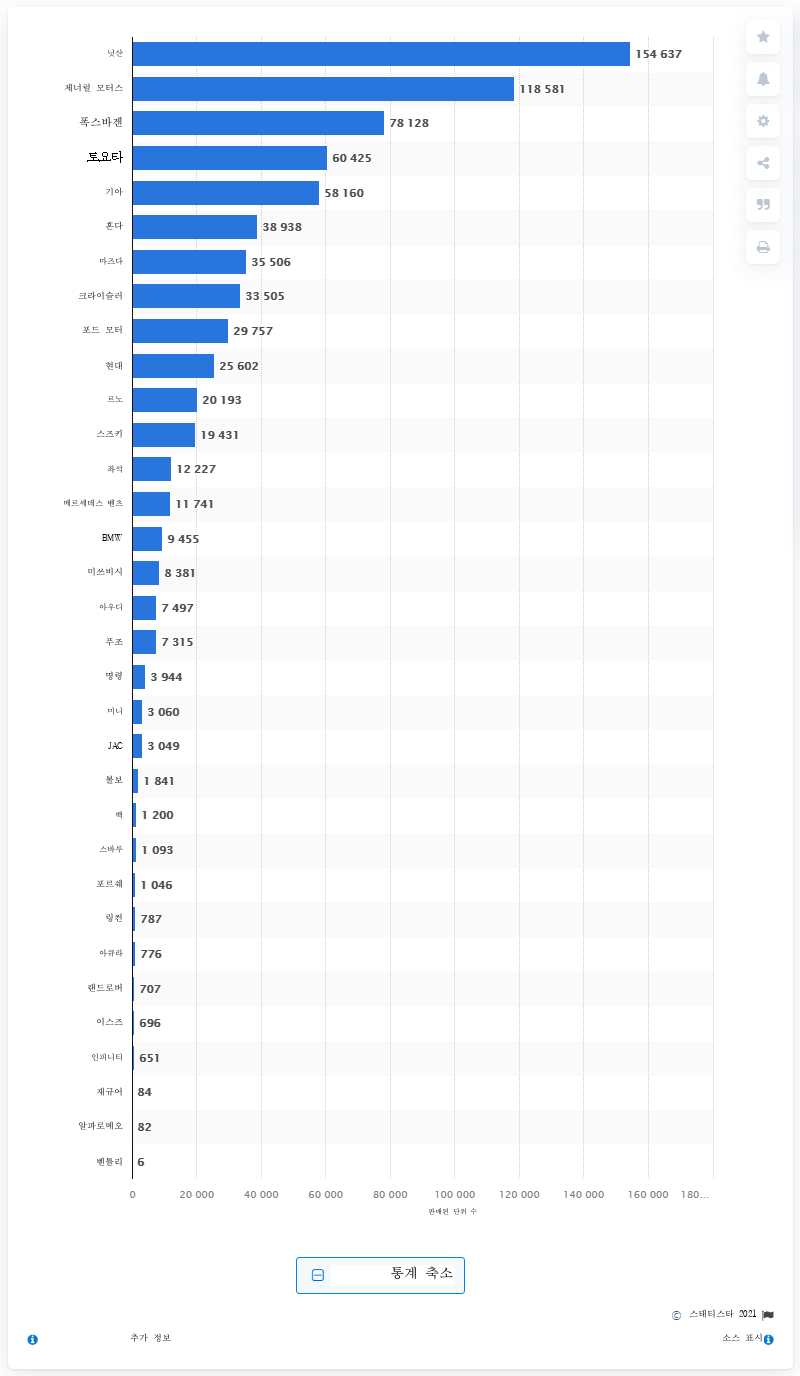 닛산 154 637
제너럴 모터스 118 581
폭스바겐 78 128
토요타 60 425
기아 58 160
혼다 38 938
마즈다 35 506
크라이슬러 33 505
포드 모터 29 757
현대 25 602
르노 20 193
스즈키 19 431
좌석 12 227
메르세데스 벤츠 11 741
BMW 9 455
미쓰비시 8 381
아우디 7 497
푸조 7 315
명령 3 944
미니 3 060
JAC 3 049
볼보 1 841
백 1 200
스바루 1 093
포르쉐 1 046
링컨 787
아큐라 776
랜드로버 707
이스즈 696
인피니티 651
재규어 84
알파로메오 82
벤틀리 6
0 20 000 40 000 60 000 80 000 100 000 120 000 140 000 160 000 180...
판매된 단위 수
통계 축소
© 스태티스타 2021
추가 정보 소스 표시